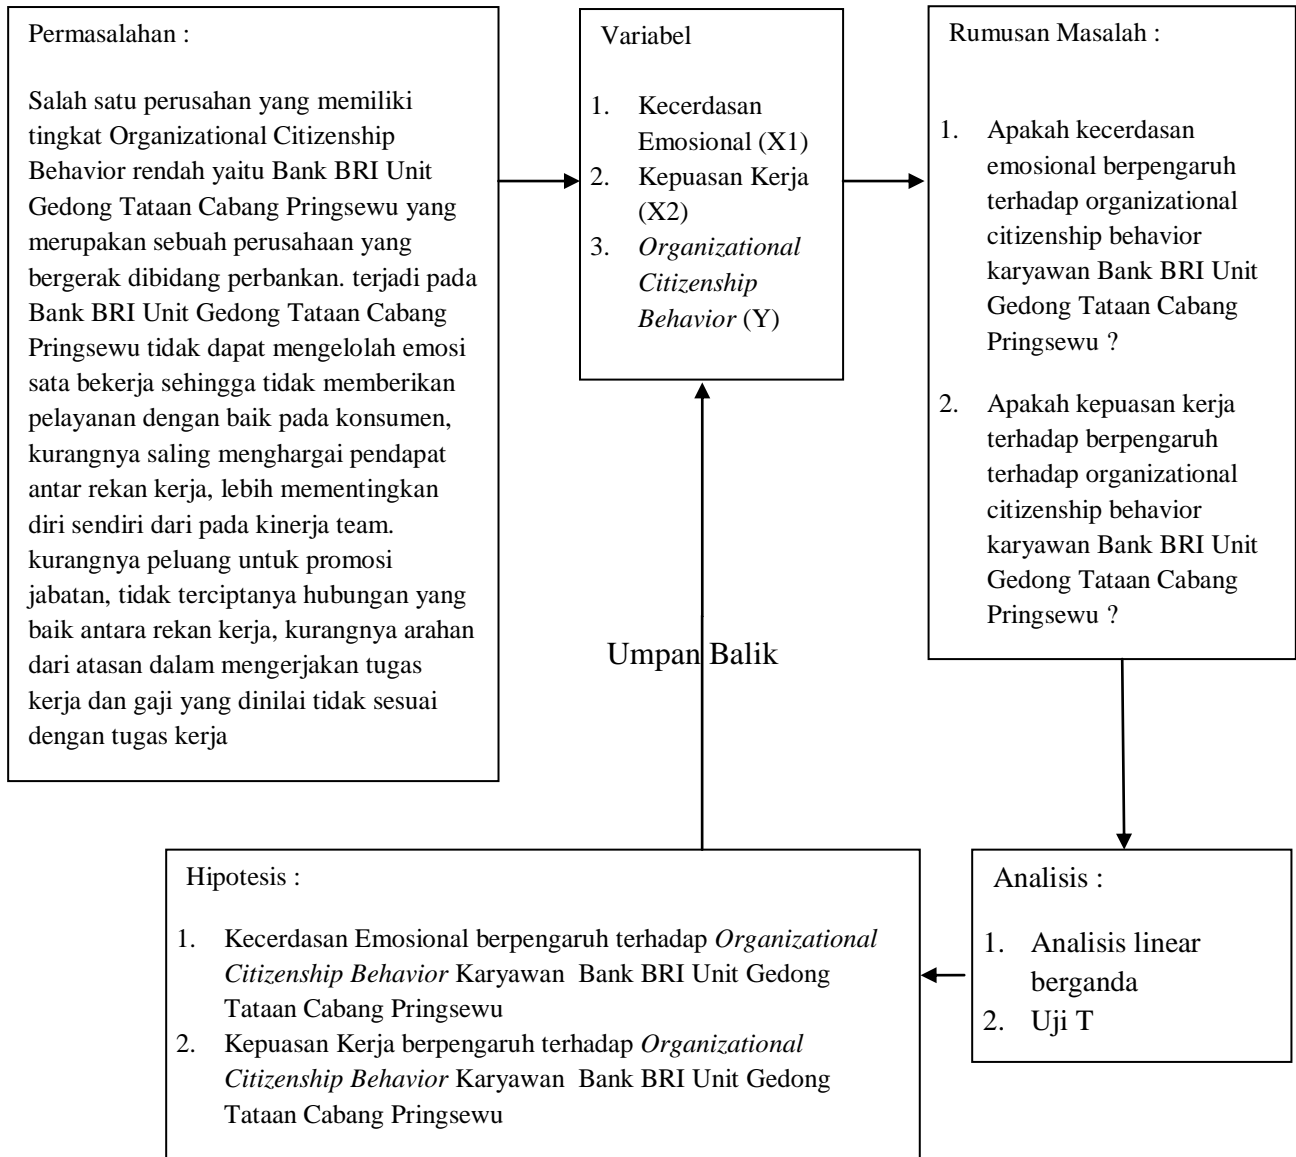 Permasalahan :
Salah satu perusahan yang memiliki
tingkat Organizational Citizenship
Behavior rendah yaitu Bank BRI Unit
Gedong Tataan Cabang Pringsewu yang
merupakan sebuah perusahaan yang
bergerak dibidang perbankan. terjadi pada
Bank BRI Unit Gedong Tataan Cabang
Pringsewu tidak dapat mengelolah emosi
sata bekerja sehingga tidak memberikan
pelayanan dengan baik pada konsumen,
kurangnya saling menghargai pendapat
antar rekan kerja, lebih mementingkan
diri sendiri dari pada kinerja team.
kurangnya peluang untuk promosi
jabatan, tidak terciptanya hubungan yang
baik antara rekan kerja, kurangnya arahan
dari atasan dalam mengerjakan tugas
kerja dan gaji yang dinilai tidak sesuai
dengan tugas kerja
Variabel
1. Kecerdasan
Emosional (X1)
2. Kepuasan Kerja
(X2)
3. Organizational
Citizenship
Behavior (Y)
Rumusan Masalah :
1. Apakah kecerdasan
emosional berpengaruh
terhadap organizational
citizenship behavior
karyawan Bank BRI Unit
Gedong Tataan Cabang
Pringsewu ?
2. Apakah kepuasan kerja
terhadap berpengaruh
terhadap organizational
citizenship behavior
karyawan Bank BRI Unit
Gedong Tataan Cabang
Pringsewu ?
Umpan Balik
Hipotesis :
1. Kecerdasan Emosional berpengaruh terhadap Organizational
Citizenship Behavior Karyawan Bank BRI Unit Gedong
Tataan Cabang Pringsewu
2. Kepuasan Kerja berpengaruh terhadap Organizational
Citizenship Behavior Karyawan Bank BRI Unit Gedong
Tataan Cabang Pringsewu
Analisis :
1. Analisis linear
berganda
2. Uji T